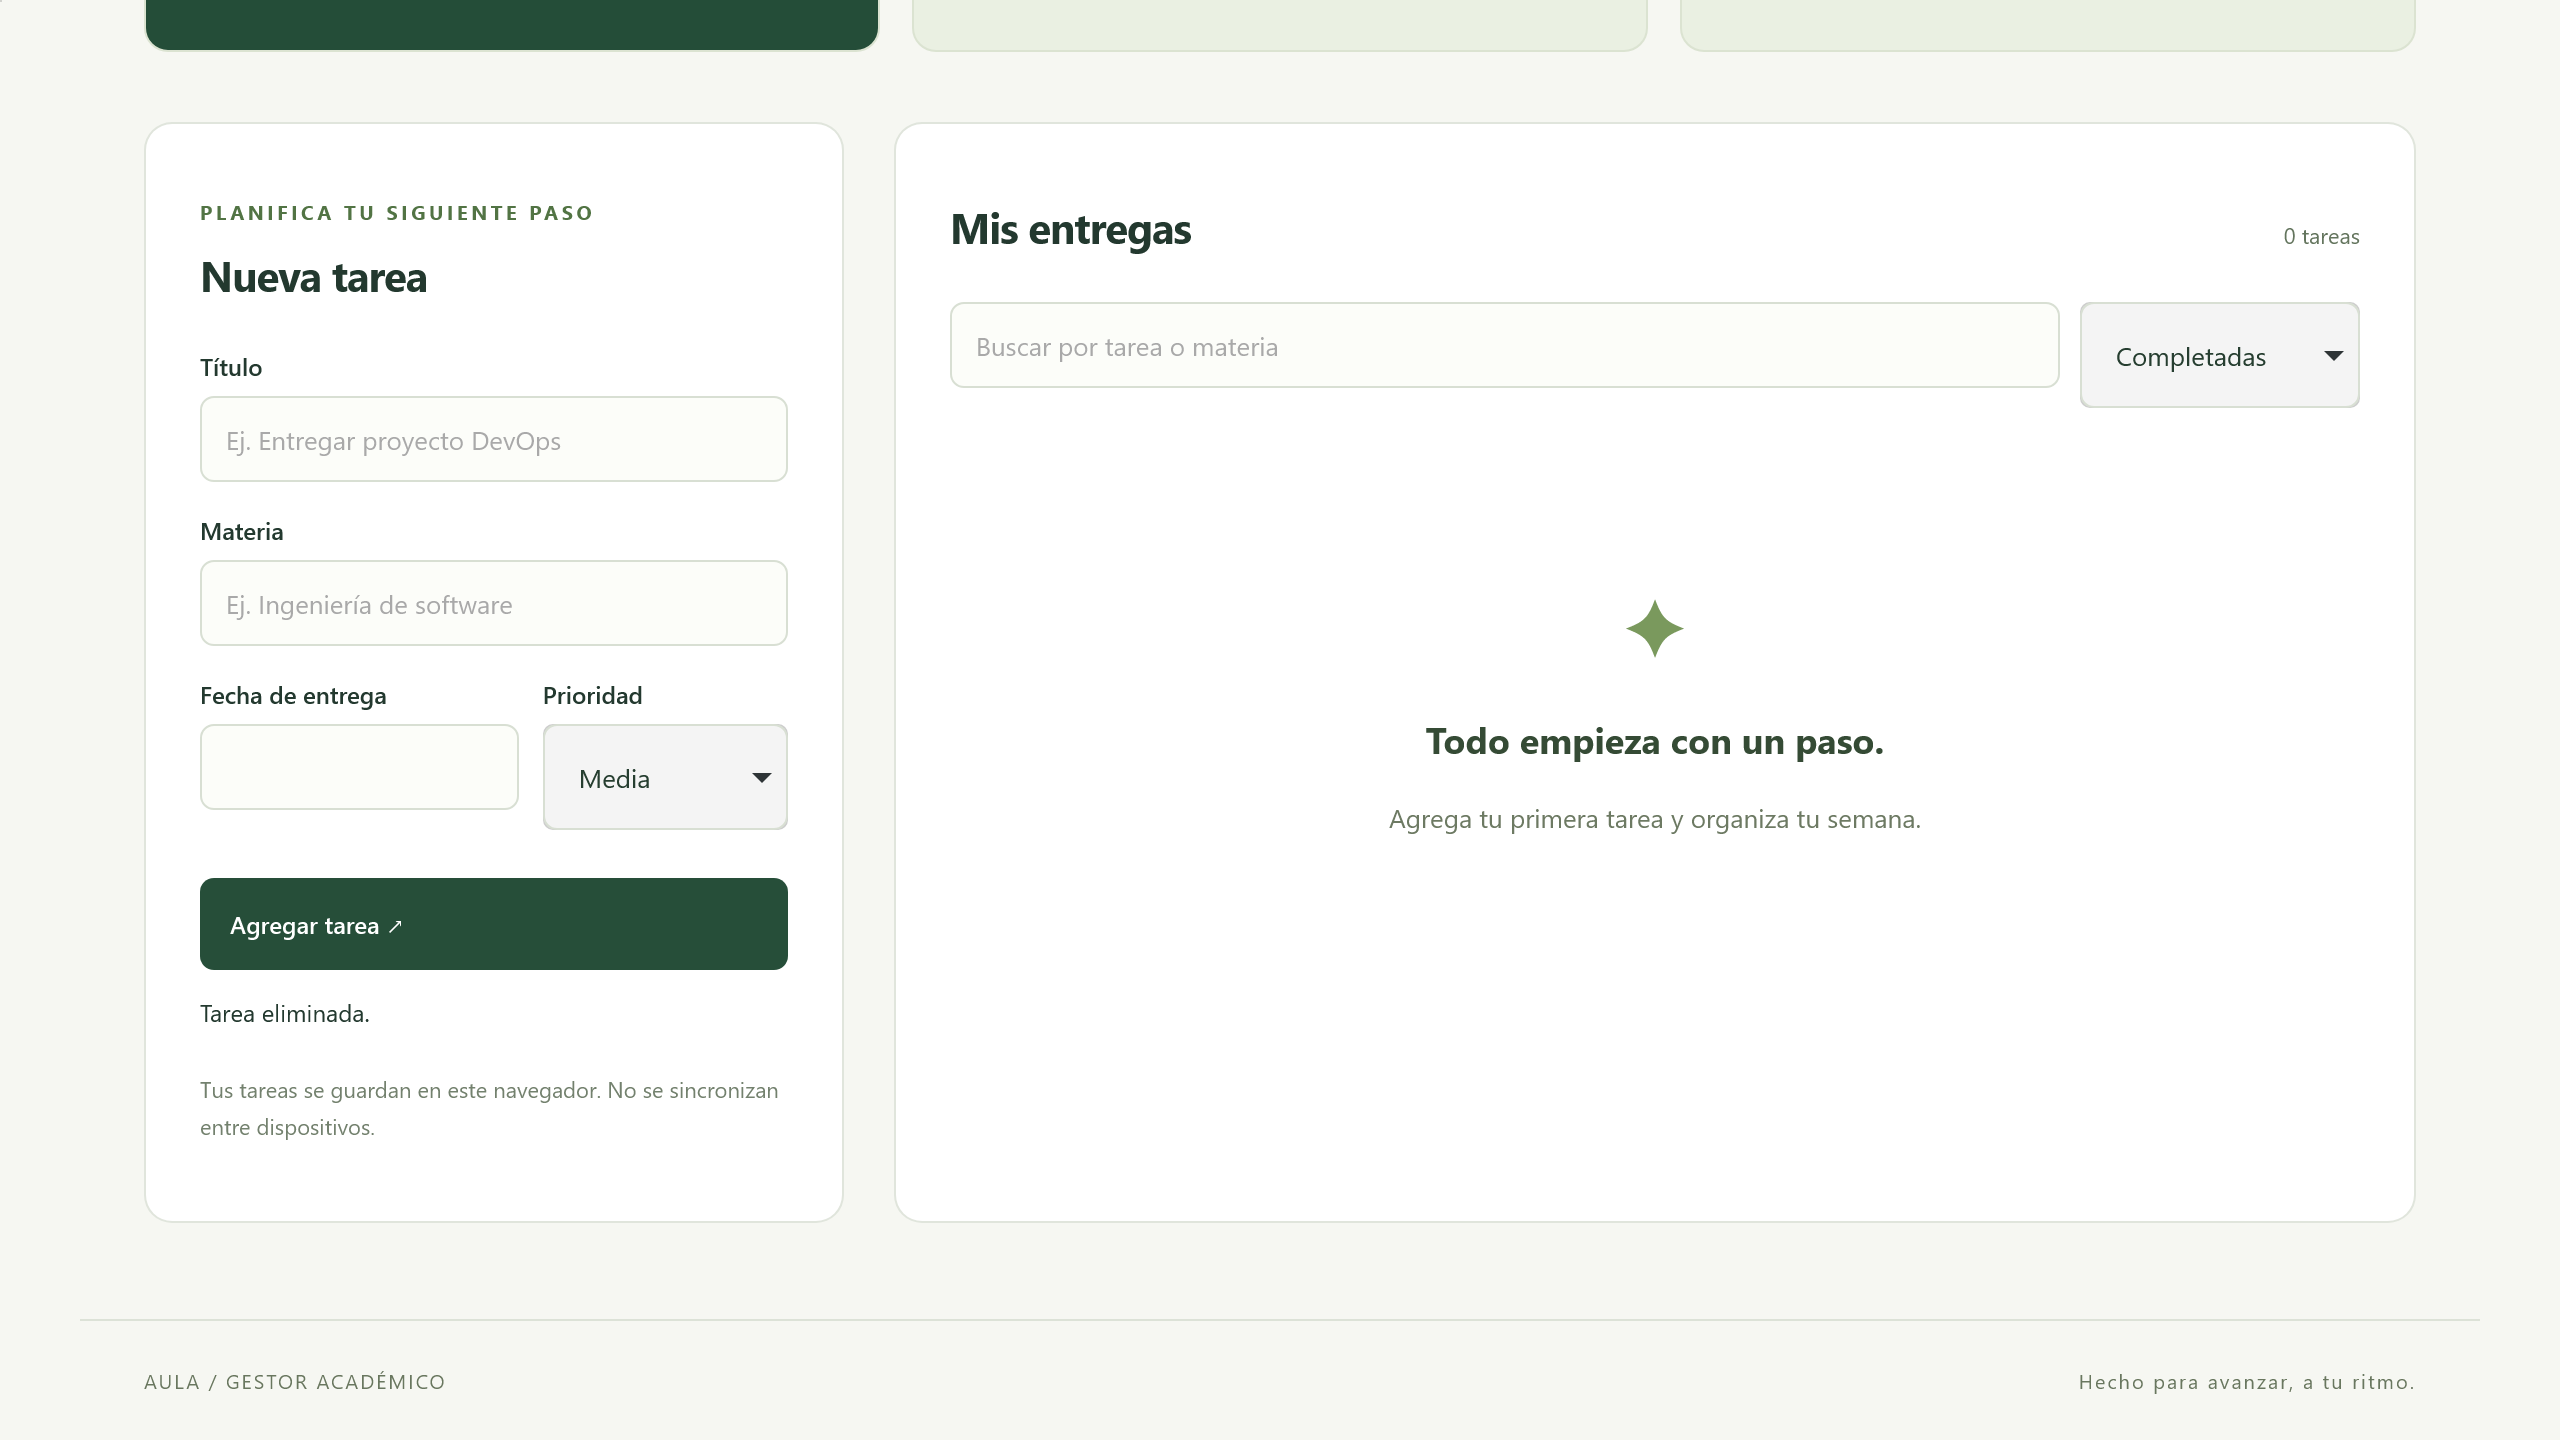 PLANIFICA TU SIGUIENTE PASO
Nueva tarea
Título
Ej. Entregar proyecto DevOps
Materia
Ej. Ingeniería de software
Fecha de entrega
Prioridad
Media
Agregar tarea ↗
Tarea eliminada.
Tus tareas se guardan en este navegador. No se sincronizan
entre dispositivos.
Mis entregas
0 tareas
Buscar por tarea o materia
Completadas
Todo empieza con un paso.
Agrega tu primera tarea y organiza tu semana.
AULA / GESTOR ACADÉMICO
Hecho para avanzar, a tu ritmo.